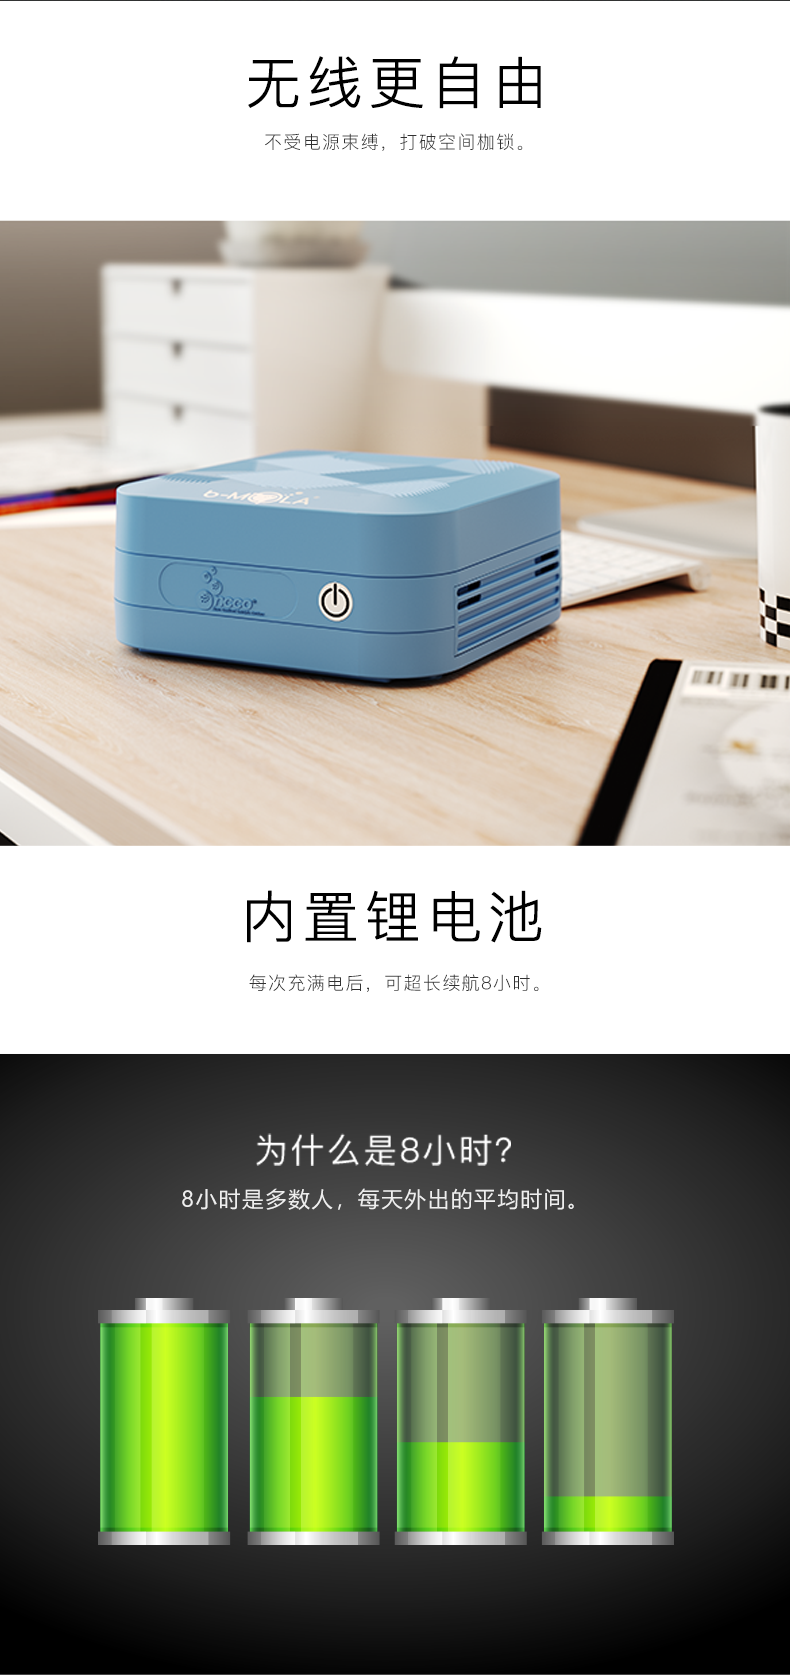 无线更自由
不受电源束缚，打破空间枷锁。
b-MOLA
NCCO
内置锂电池
每次充满电后，可超长续航8小时。
为什么是8小时？
8小时是多数人，每天外出的平均时间。